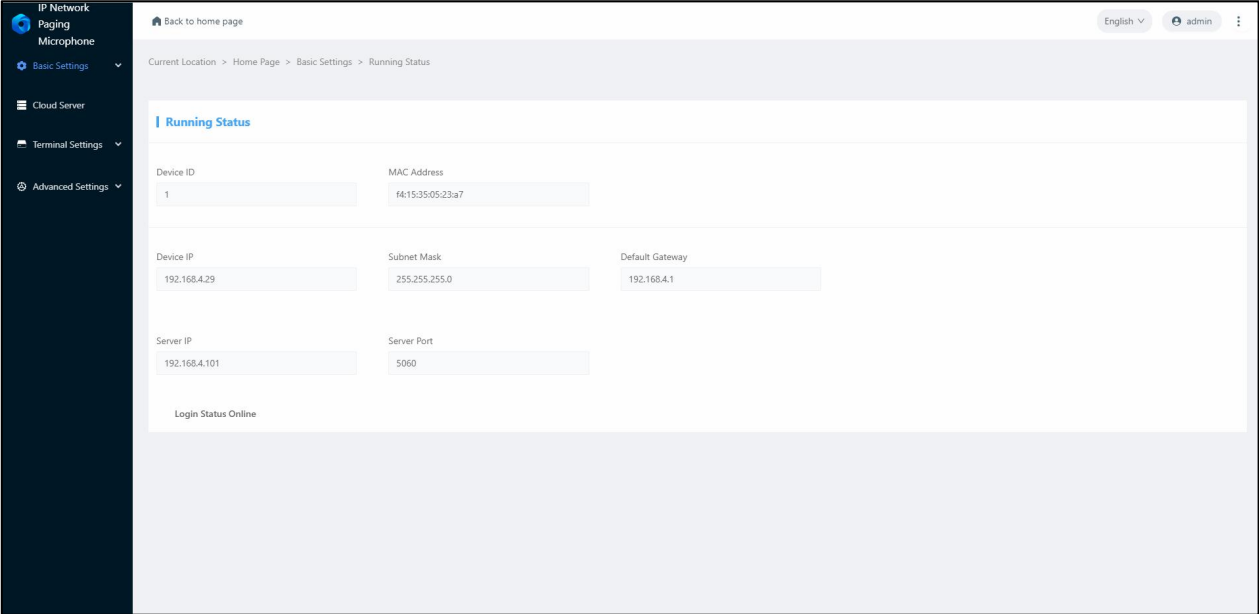 IP Network
Paging
Microphone
Back to home page
English
admin
Basic Settings
Cloud Server
Terminal Settings
Advanced Settings
Current Location > Home Page > Basic Settings > Running Status
Running Status
Device ID
MAC Address
1
f4:15:35:05:23:a7
Device IP
Subnet Mask
Default Gateway
192.168.4.29
255.255.255.0
192.168.4.1
Server IP
Server Port
192.168.4.101
5060
Login Status Online